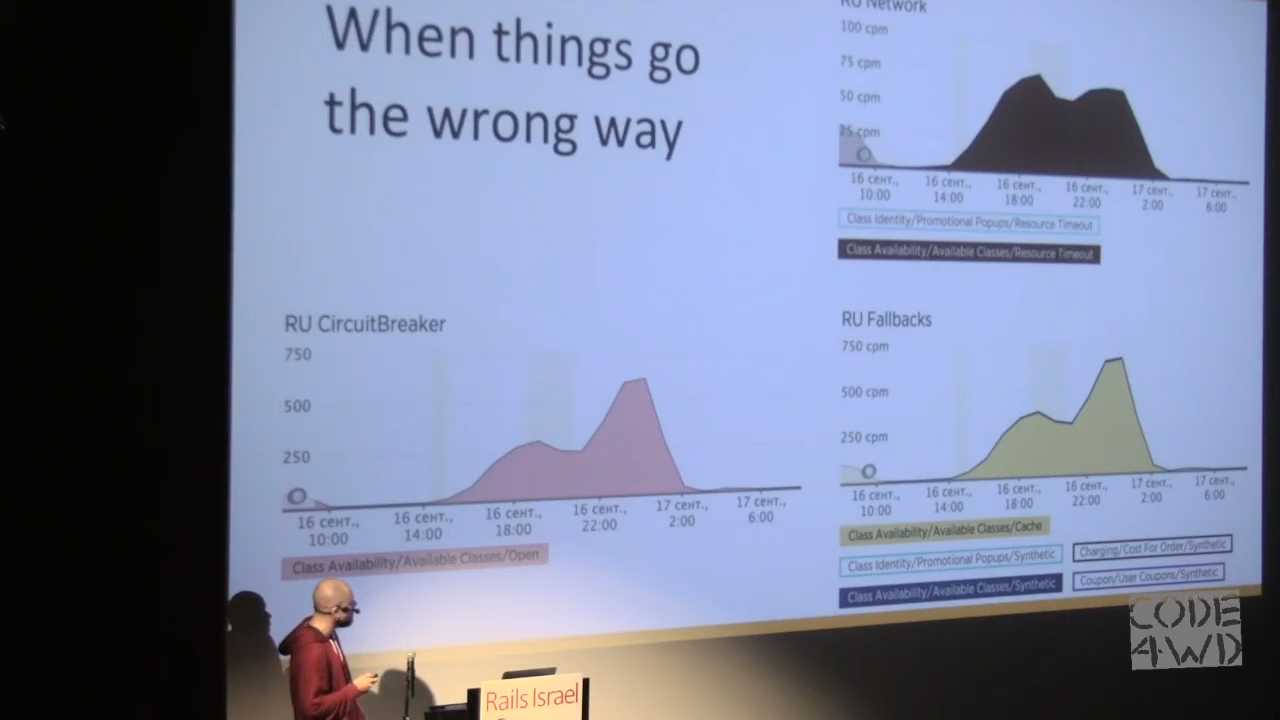 When things go
the wrong way
RU Network
100 cpm
75 cpm
50 cpm
25 cpm
16 сент., 10:00
16 сент., 14:00
16 сент., 18:00
16 сент., 22:00
17 сент., 2:00
17 сент., 6:00
Class Identity/Promotional Popups/Resource Timeout
Class Availability/Available Classes/Resource Timeout
RU CircuitBreaker
750
500
250
16 сент., 10:00
16 сент., 14:00
16 сент., 18:00
16 сент., 22:00
17 сент., 2:00
17 сент., 6:00
Class Availability/Available Classes/Open
RU Fallbacks
750 cpm
500 cpm
250 cpm
16 сент., 10:00
16 сент., 14:00
16 сент., 18:00
16 сент., 22:00
17 сент., 2:00
17 сент., 6:00
Class Availability/Available Classes/Cache
Class Identity/Promotional Popups/Synthetic
Charging/Cost For Order/Synthetic
Class Availability/Available Classes/Synthetic
Coupon/User Coupons/Synthetic
CODE
4WD
Rails Israel